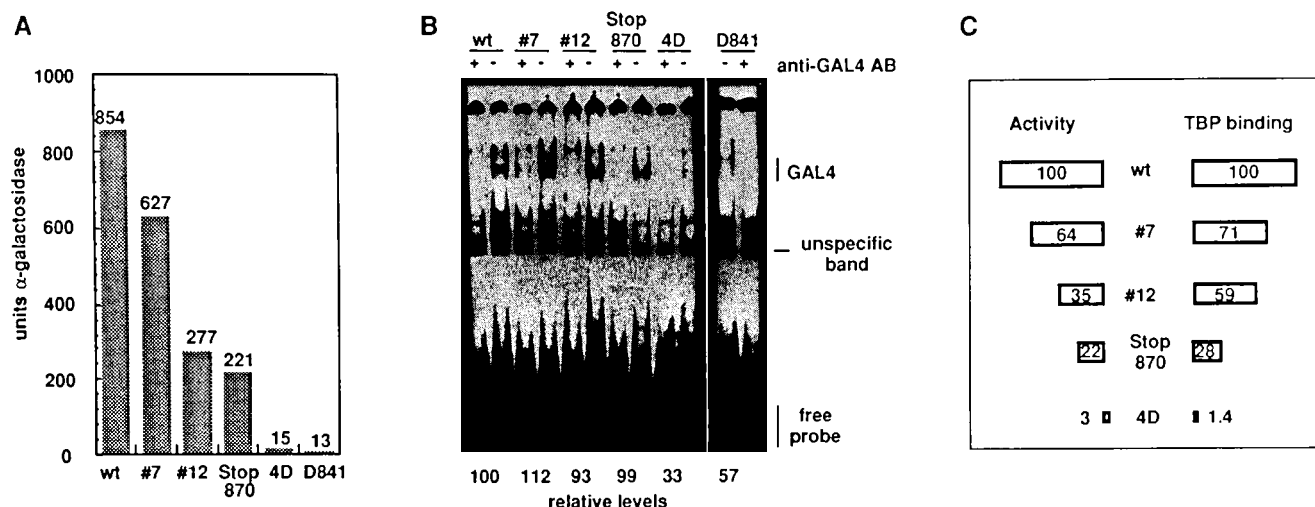 A
1000
800
600
400
200
0
units α-galactosidase
854
627
277
221
15
13
wt #7 #12 Stop 4D D841
870
B
Stop
wt #7 #12 870 4D D841
+ - + - + - + - + - - + anti-GAL4 AB
GAL4
unspecific
band
free
probe
100 112 93 99 33 57
relative levels
C
Activity TBP binding
100 wt 100
64 #7 71
35 #12 59
22 Stop 28
870
3 4D 1.4